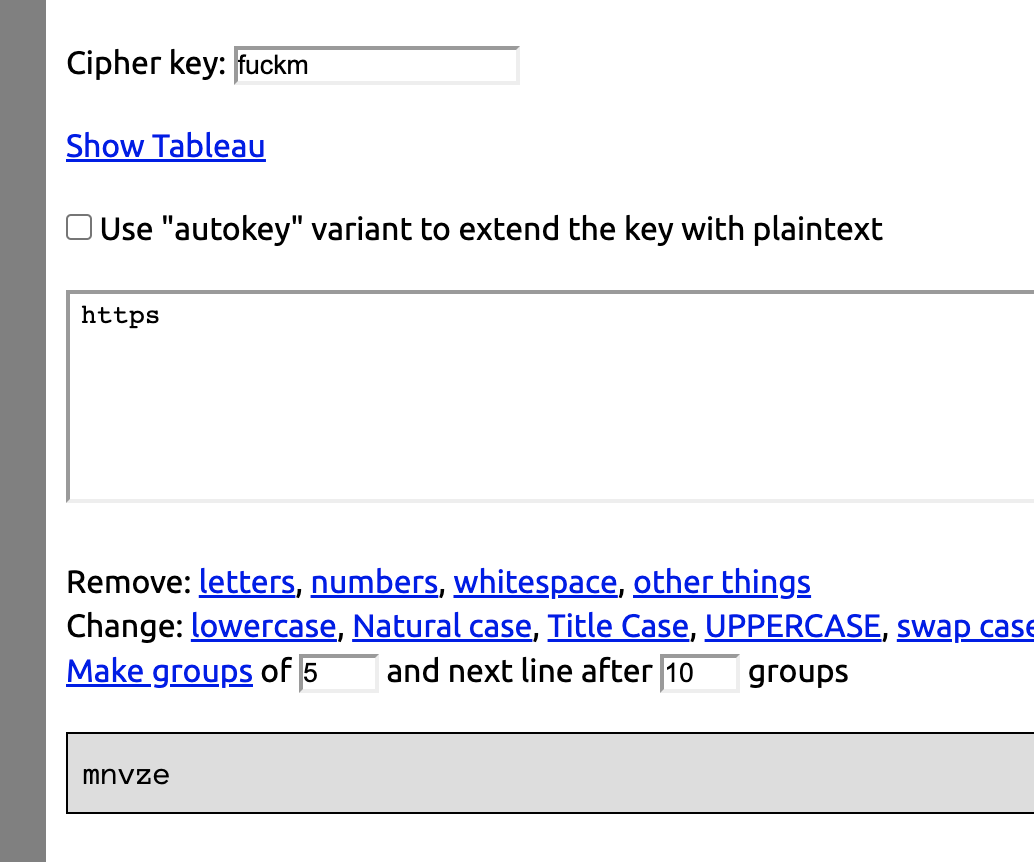 Cipher key: fuckm
Show Tableau
Use "autokey" variant to extend the key with plaintext
https
Remove: letters, numbers, whitespace, other things
Change: lowercase, Natural case, Title Case, UPPERCASE, swap case
Make groups of 5 and next line after 10 groups
mnvze